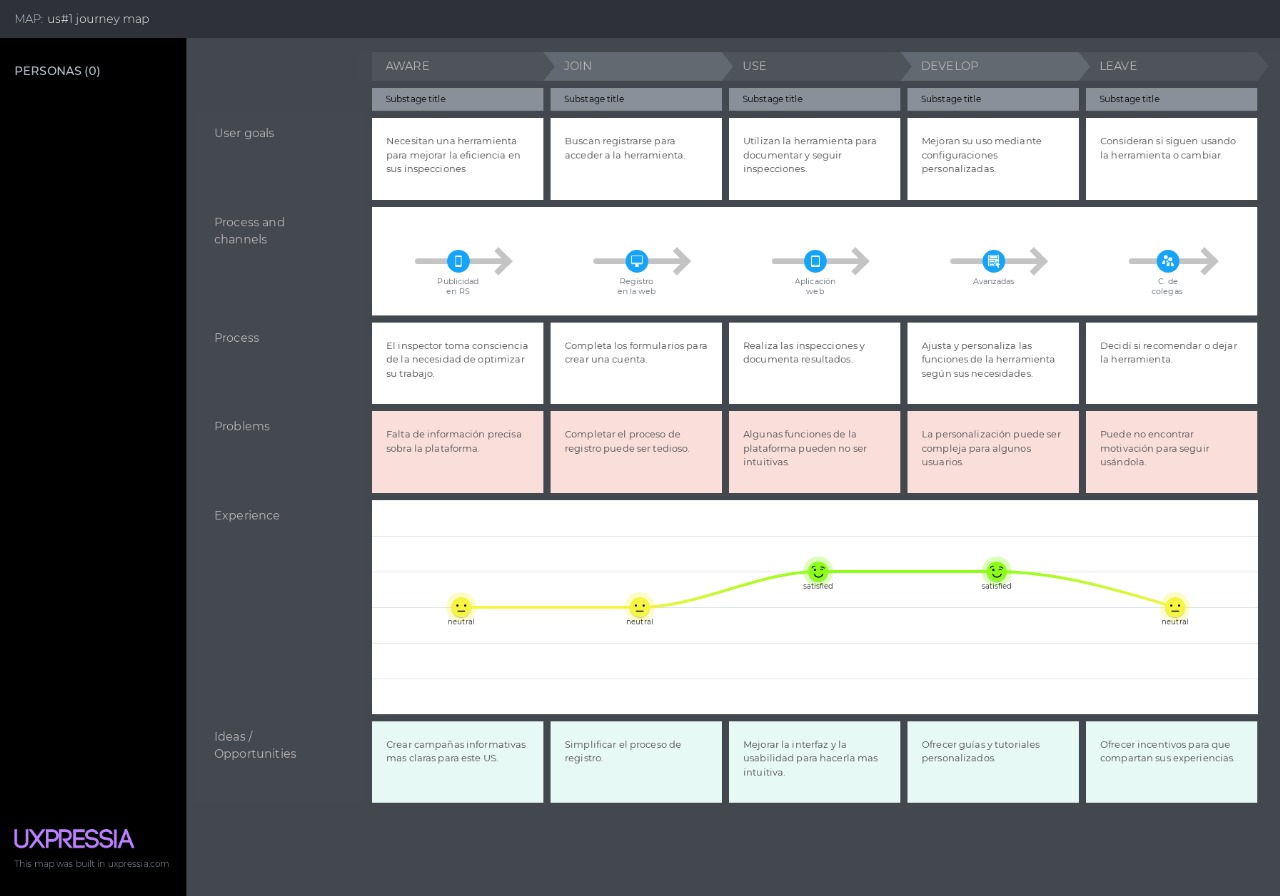 MAP: us#1 journey map
PERSONAS (0)
AWARE
JOIN
USE
DEVELOP
LEAVE
Substage title
Substage title
Substage title
Substage title
Substage title
User goals
Necesitan una herramienta
para mejorar la eficiencia en
sus inspecciones
Buscan registrarse para
acceder a la herramienta.
Utilizan la herramienta para
documentar y seguir
inspecciones.
Mejoran su uso mediante
configuraciones
personalizadas.
Consideran si siguen usando
la herramienta o cambiar.
Process and
channels
Publicidad
en RS
Registro
en la web
Aplicación
web
Avanzadas
C. de
colegas
Process
El inspector toma consciencia
de la necesidad de optimizar
su trabajo.
Completa los formularios para
crear una cuenta.
Realiza las inspecciones y
documenta resultados.
Ajusta y personaliza las
funciones de la herramienta
según sus necesidades.
Decidi si recomendar o dejar
la herramienta.
Problems
Falta de información precisa
sobra la plataforma.
Completar el proceso de
registro puede ser tedioso.
Algunas funciones de la
plataforma pueden no ser
intuitivas.
La personalización puede ser
compleja para algunos
usuarios.
Puede no encontrar
motivación para seguir
usándola.
Experience
neutral
neutral
satisfied
satisfied
neutral
Ideas /
Opportunities
Crear campañas informativas
mas claras para este US.
Simplificar el proceso de
registro.
Mejorar la interfaz y la
usabilidad para hacerla mas
intuitiva.
Ofrecer guías y tutoriales
personalizados.
Ofrecer incentivos para que
compartan sus experiencias.
UXPRESSIA
This map was built in uxpressia.com